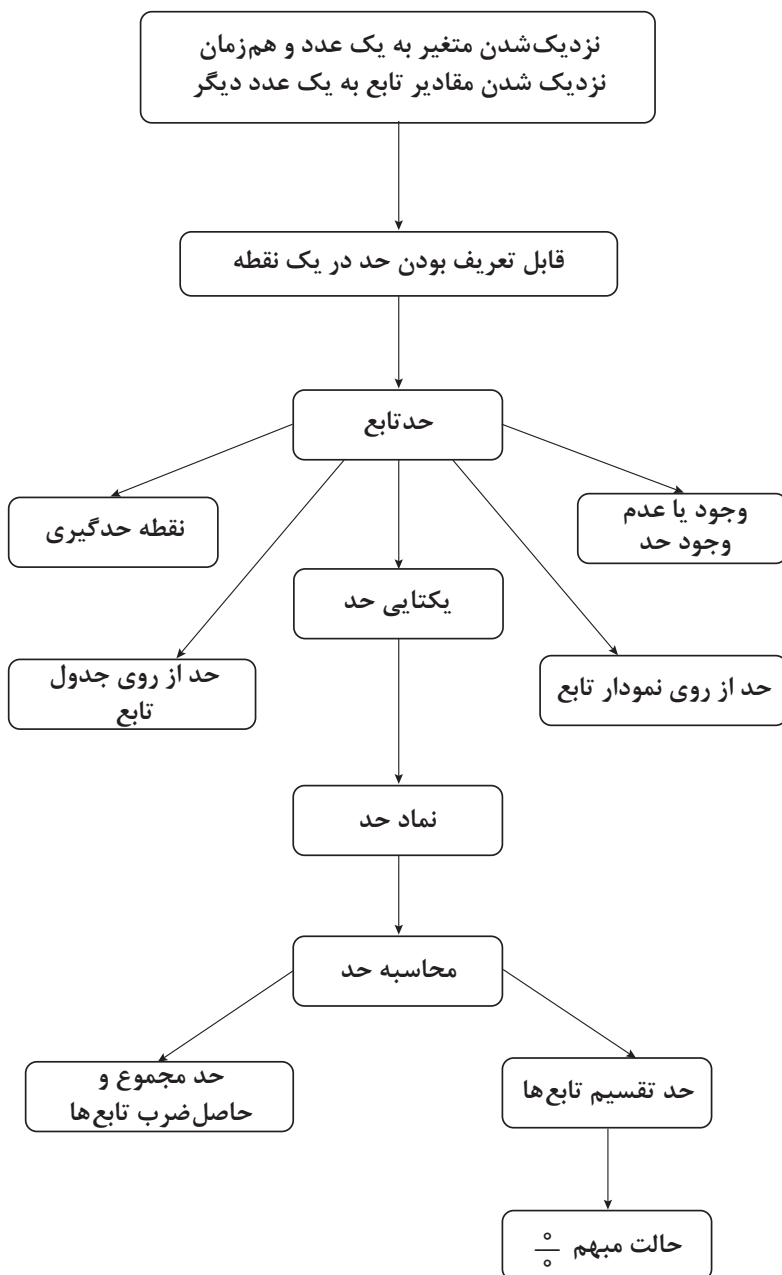 نزدیک‌شدن متغیر به یک عدد و هم‌زمان
نزدیک شدن مقادیر تابع به یک عدد دیگر
قابل تعریف بودن حد در یک نقطه
حدتابع
وجود یا عدم
وجود حد
نقطه حدگیری
یکتایی حد
حد از روی نمودار تابع
حد از روی جدول
تابع
نماد حد
محاسبه حد
حد تقسیم تابع‌ها
حد مجموع و
حاصل‌ضرب تابع‌ها
حالت مبهم ۰/۰